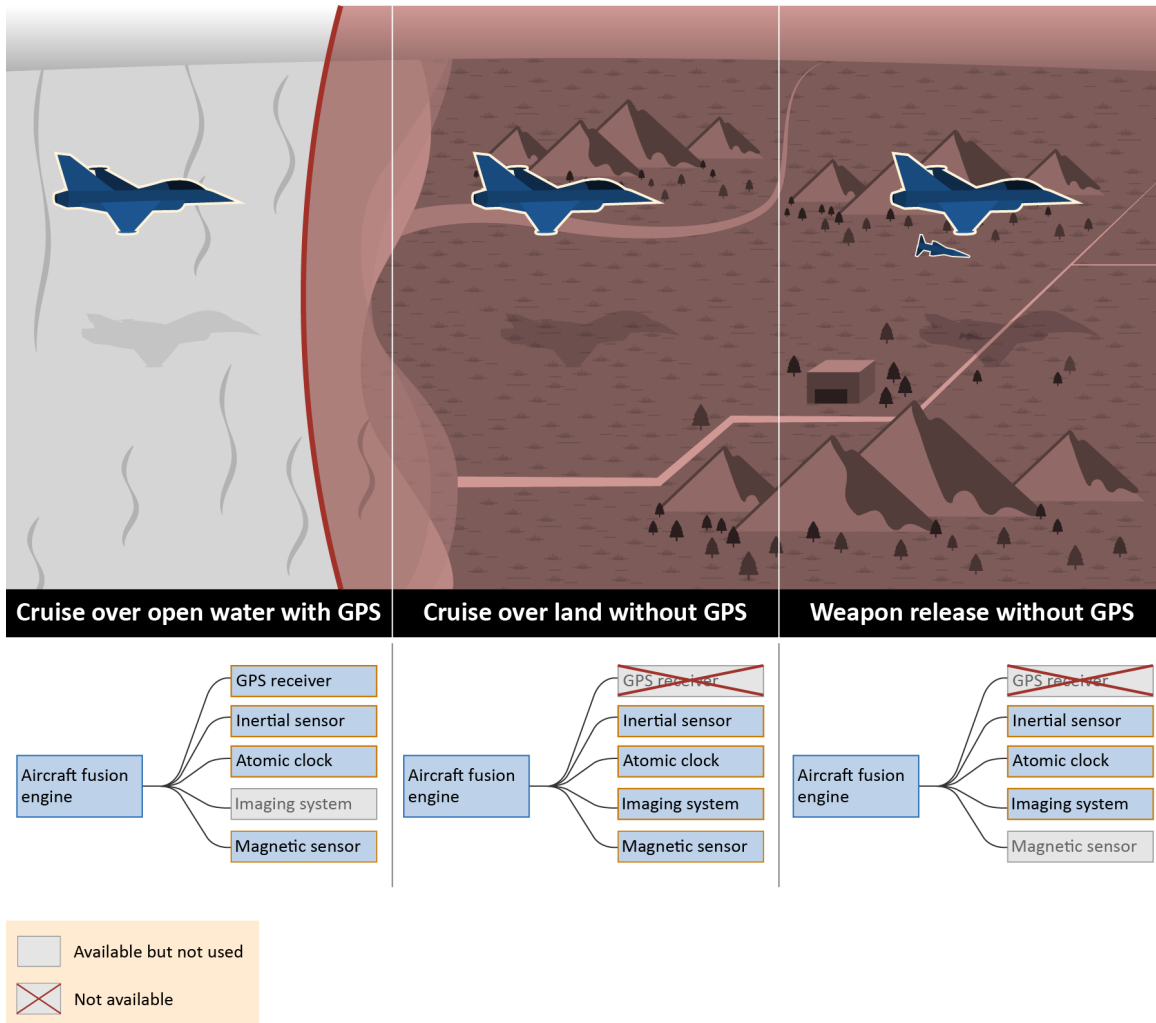 Cruise over open water with GPS
Cruise over land without GPS
Weapon release without GPS
Aircraft fusion
engine
GPS receiver
Inertial sensor
Atomic clock
Imaging system
Magnetic sensor
Aircraft fusion
engine
GPS receiver
Inertial sensor
Atomic clock
Imaging system
Magnetic sensor
Aircraft fusion
engine
GPS receiver
Inertial sensor
Atomic clock
Imaging system
Magnetic sensor
Available but not used
Not available